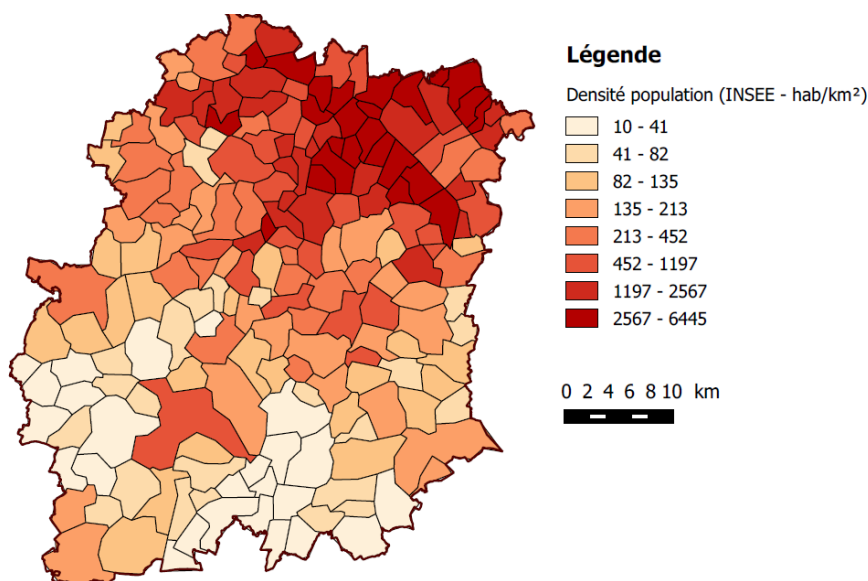 Légende
Densité population (INSEE - hab/km²)
10 - 41
41 - 82
82 - 135
135 - 213
213 - 452
452 - 1197
1197 - 2567
2567 - 6445
0 2 4 6 8 10 km